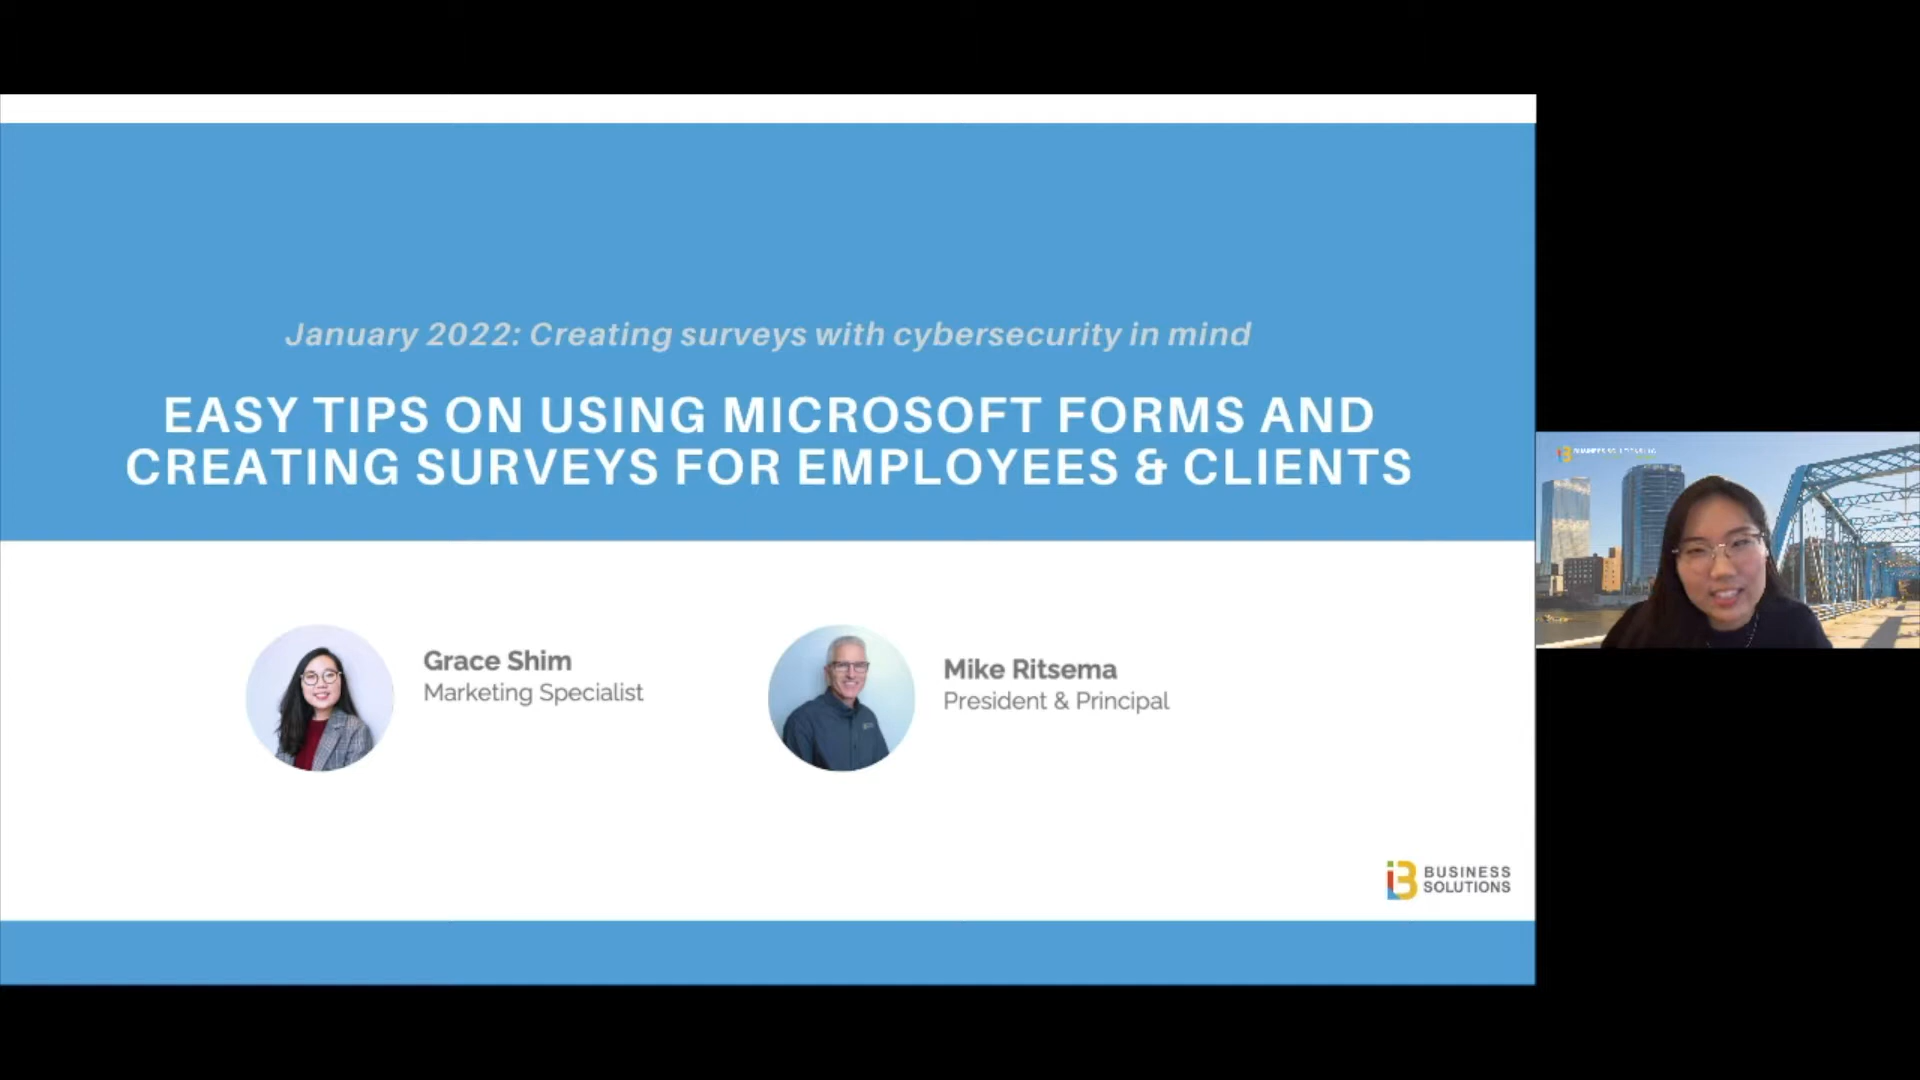 January 2022: Creating surveys with cybersecurity in mind
EASY TIPS ON USING MICROSOFT FORMS AND
CREATING SURVEYS FOR EMPLOYEES & CLIENTS
Grace Shim
Marketing Specialist
Mike Ritsema
President & Principal
i3 BUSINESS
SOLUTIONS